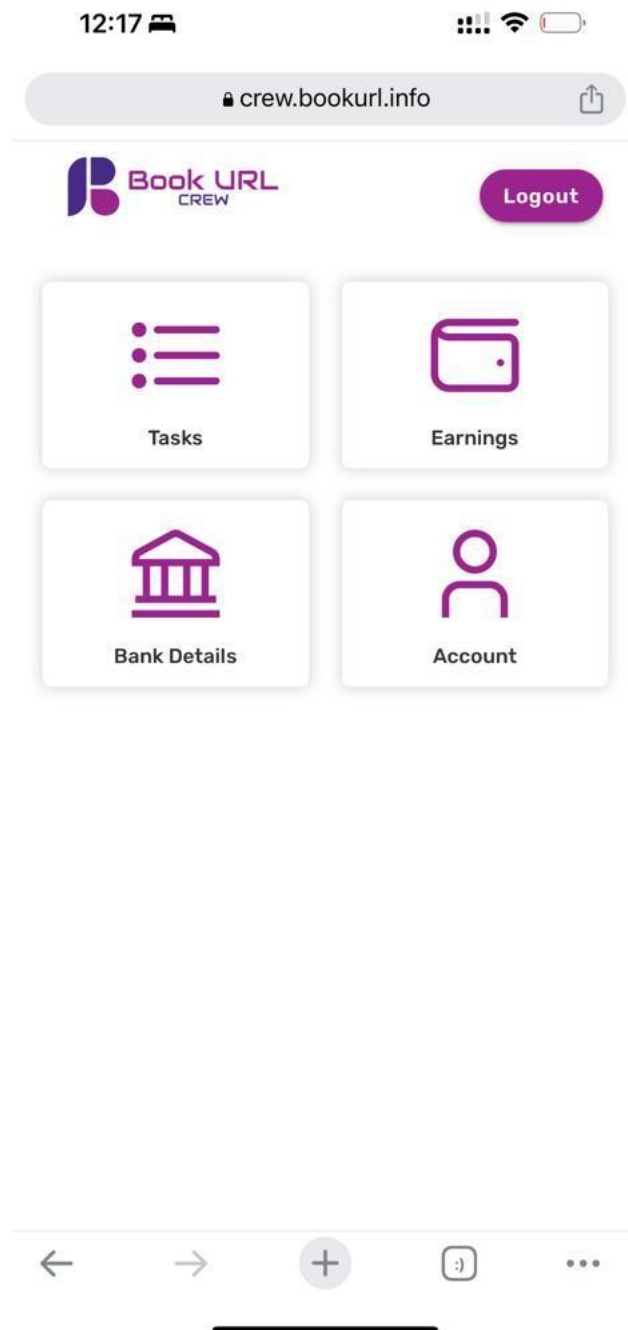 12:17
crew.bookurl.info
Book URL
CREW
Logout
Tasks
Earnings
Bank Details
Account
:)